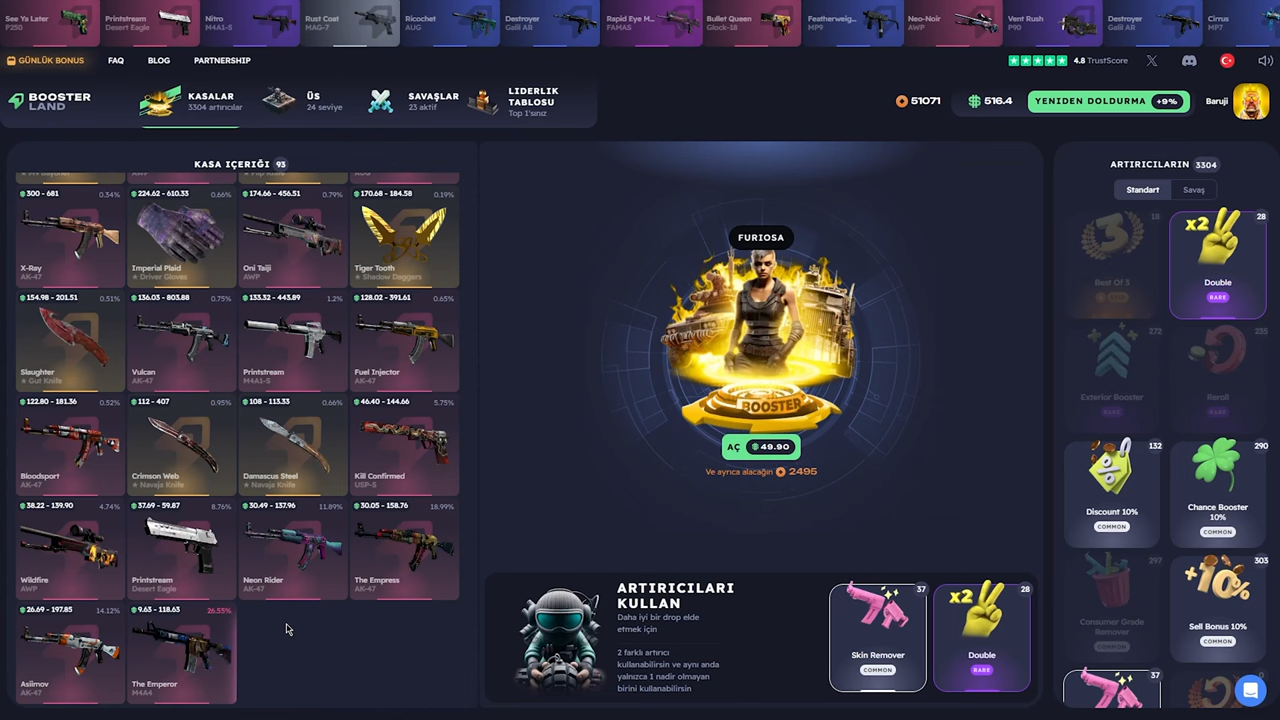 See Ya Later
P250
Printstream
Desert Eagle
Nitro
M4A1-S
Rust Coat
MAG-7
Ricochet
AUG
Destroyer
Galil AR
Rapid Eye M...
FAMAS
Bullet Queen
Glock-18
Featherweig...
MP9
Neo-Noir
AWP
Vent Rush
P90
Destroyer
Galil AR
Cirrus
MP7
GÜNLÜK BONUS
FAQ
BLOG
PARTNERSHIP
4.8 TrustScore
BOOSTER
LAND
KASALAR
3304 artırıcılar
ÜS
24 seviye
SAVAŞLAR
23 aktif
LIDERLIK
TABLOSU
Top 1'sınız
51071
516.4
YENIDEN DOLDURMA +9%
Baruji
KASA IÇERIĞI 93
300 - 681 0.34%
X-Ray
AK-47
224.62 - 610.33 0.66%
Imperial Plaid
★ Driver Gloves
174.66 - 456.51 0.79%
Oni Taiji
AWP
170.68 - 184.58 0.19%
Tiger Tooth
★ Shadow Daggers
154.98 - 201.51 0.51%
Slaughter
★ Gut Knife
136.03 - 803.88 0.75%
Vulcan
AK-47
133.32 - 443.89 1.2%
Printstream
M4A1-S
128.02 - 391.61 0.65%
Fuel Injector
AK-47
122.80 - 181.36 0.52%
Bloodsport
AK-47
112 - 407 0.95%
Crimson Web
★ Navaja Knife
108 - 113.33 0.66%
Damascus Steel
★ Navaja Knife
46.40 - 144.66 5.75%
Kill Confirmed
USP-S
38.22 - 139.90 4.74%
Wildfire
AWP
37.69 - 59.87 8.76%
Printstream
Desert Eagle
30.49 - 137.96 11.89%
Neon Rider
AK-47
30.05 - 158.76 18.99%
The Empress
AK-47
26.69 - 197.85 14.12%
Asiimov
AK-47
9.63 - 118.63 26.55%
The Emperor
M4A4
FURIOSA
BOOSTER
AÇ 49.90
Ve ayrıca alacağın 2495
ARTIRICILARI
KULLAN
Daha iyi bir drop elde
etmek için
2 farklı artırıcı
kullanabilirsin ve aynı anda
yalnızca 1 nadir olmayan
birini kullanabilirsin
37
Skin Remover
COMMON
x2
28
Double
RARE
ARTIRICILARIN 3304
Standart
Savaş
18
3
Best Of 3
x2
28
Double
RARE
272
Exterior Booster
RARE
255
Reroll
RARE
132
%
Discount 10%
COMMON
290
Chance Booster
10%
COMMON
297
Consumer Grade
Remover
COMMON
303
+10%
Sell Bonus 10%
COMMON
37